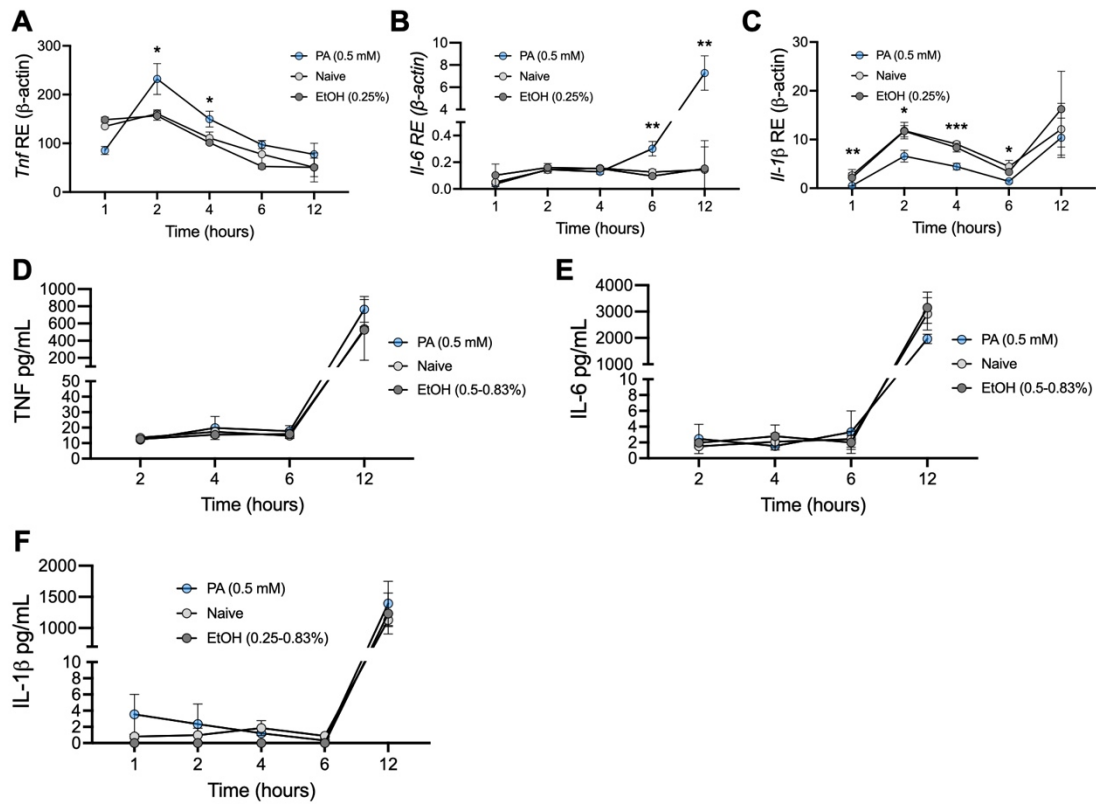 A
Tnf RE (β-actin)
300
200
100
0
*
*
PA (0.5 mM)
Naive
EtOH (0.25%)
1 2 4 6 12
Time (hours)
B
Il-6 RE (β-actin)
10
8
6
4
2
0.4
0.2
0.0
PA (0.5 mM)
Naive
EtOH (0.25%)
**
**
1 2 4 6 12
Time (hours)
C
Il-1β RE (β-actin)
30
20
10
0
PA (0.5 mM)
Naive
EtOH (0.25%)
**
*
***
*
1 2 4 6 12
Time (hours)
D
TNF pg/mL
1000
800
600
400
200
50
40
30
20
10
0
PA (0.5 mM)
Naive
EtOH (0.5-0.83%)
2 4 6 12
Time (hours)
E
IL-6 pg/mL
4000
3000
2000
1000
8
6
4
2
0
PA (0.5 mM)
Naive
EtOH (0.5-0.83%)
2 4 6 12
Time (hours)
F
IL-1β pg/mL
2000
1500
1000
10
8
6
4
2
0
PA (0.5 mM)
Naive
EtOH (0.25-0.83%)
1 2 4 6 12
Time (hours)